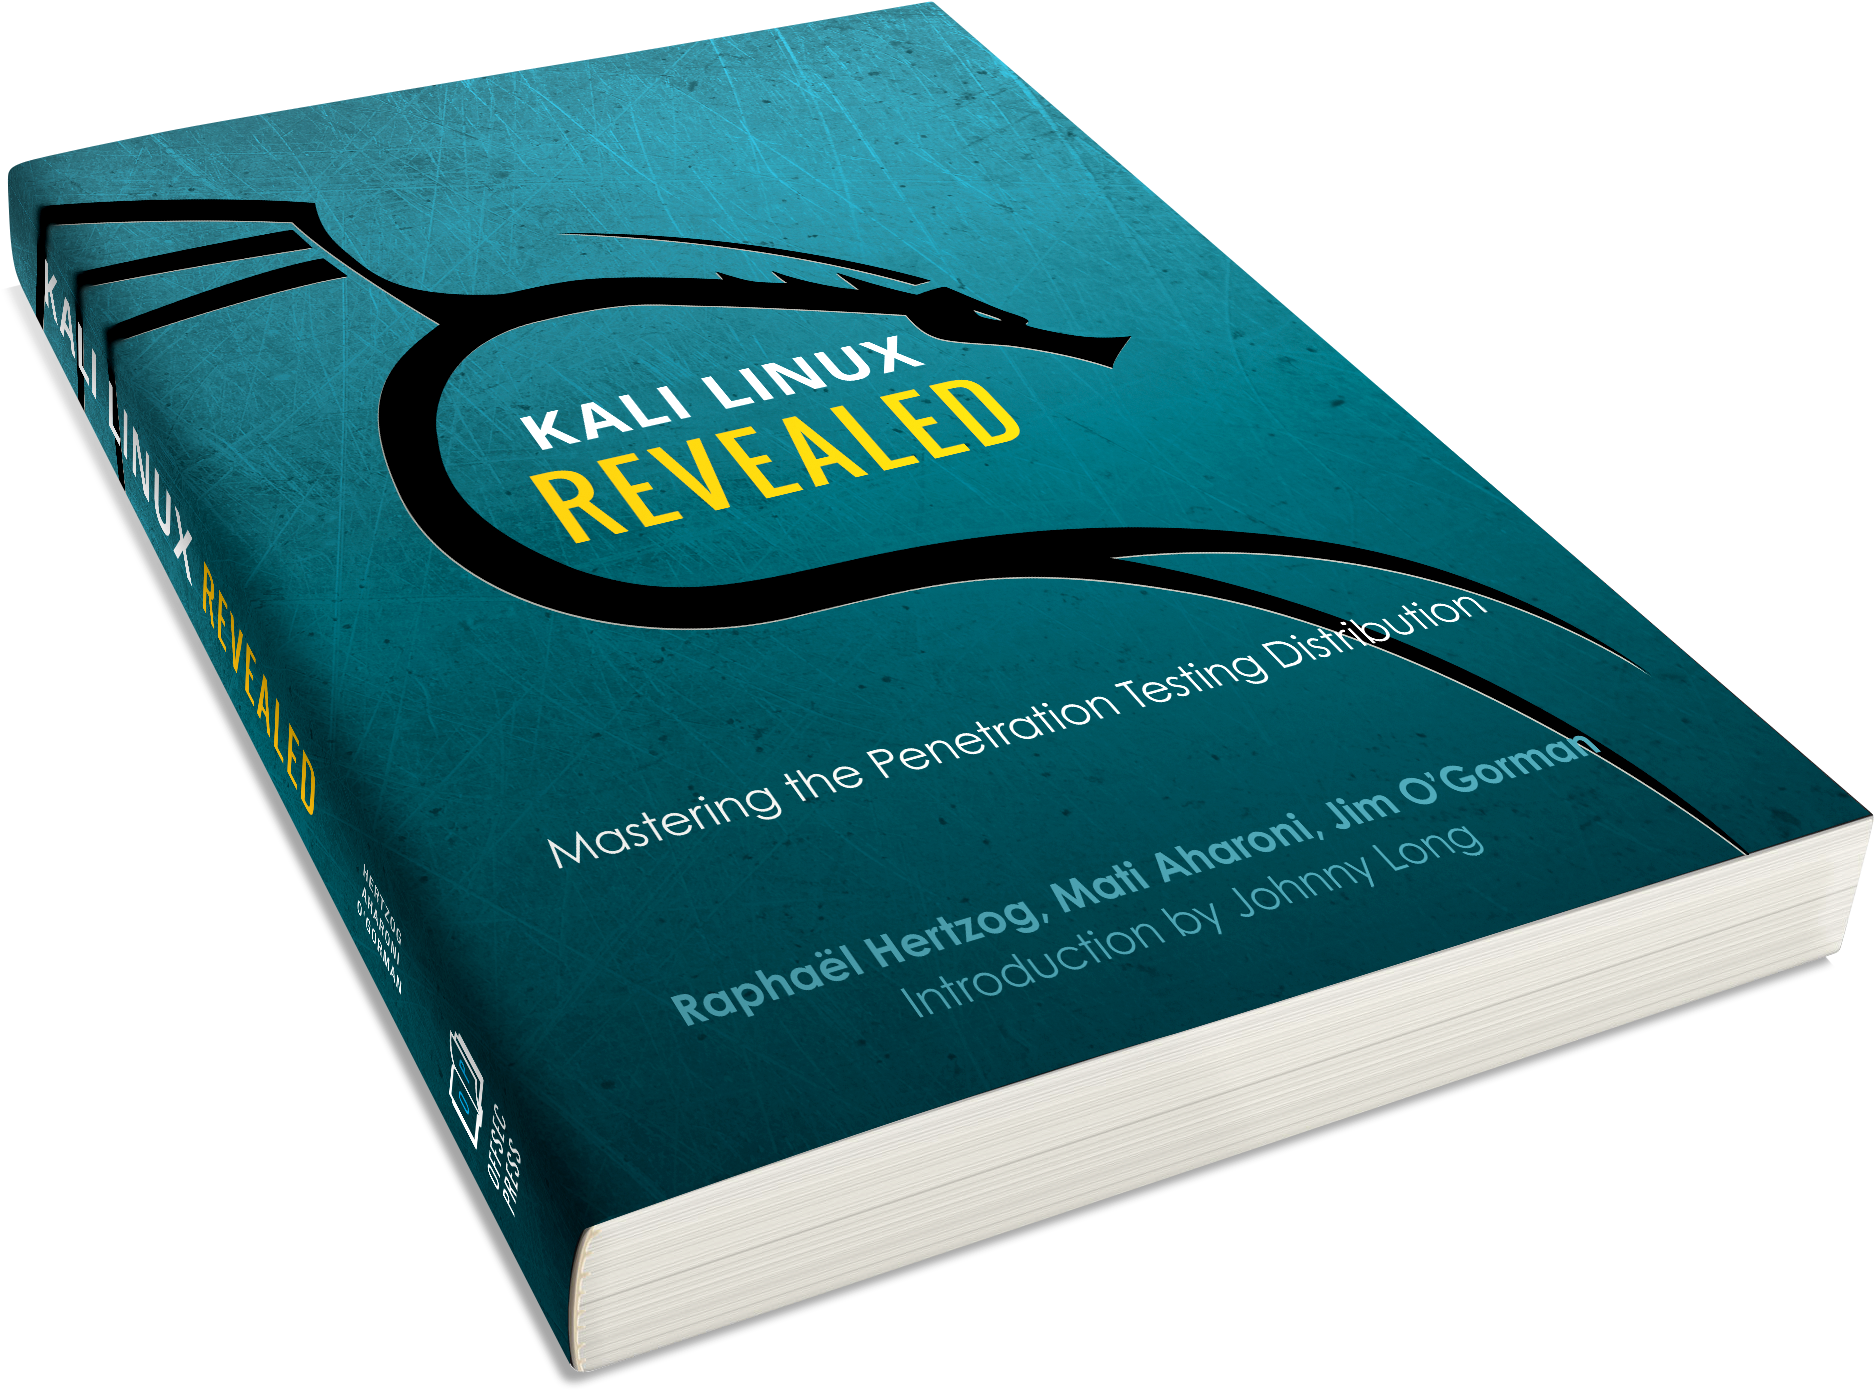 KALI LINUX
REVEALED
Mastering the Penetration Testing Distribution
Raphaël Hertzog, Mati Aharoni, Jim O'Gorman
Introduction by Johnny Long
KALI LINUX REVEALED
HERTZOG
AHARONI
O'GORMAN
OFFSEC
PRESS